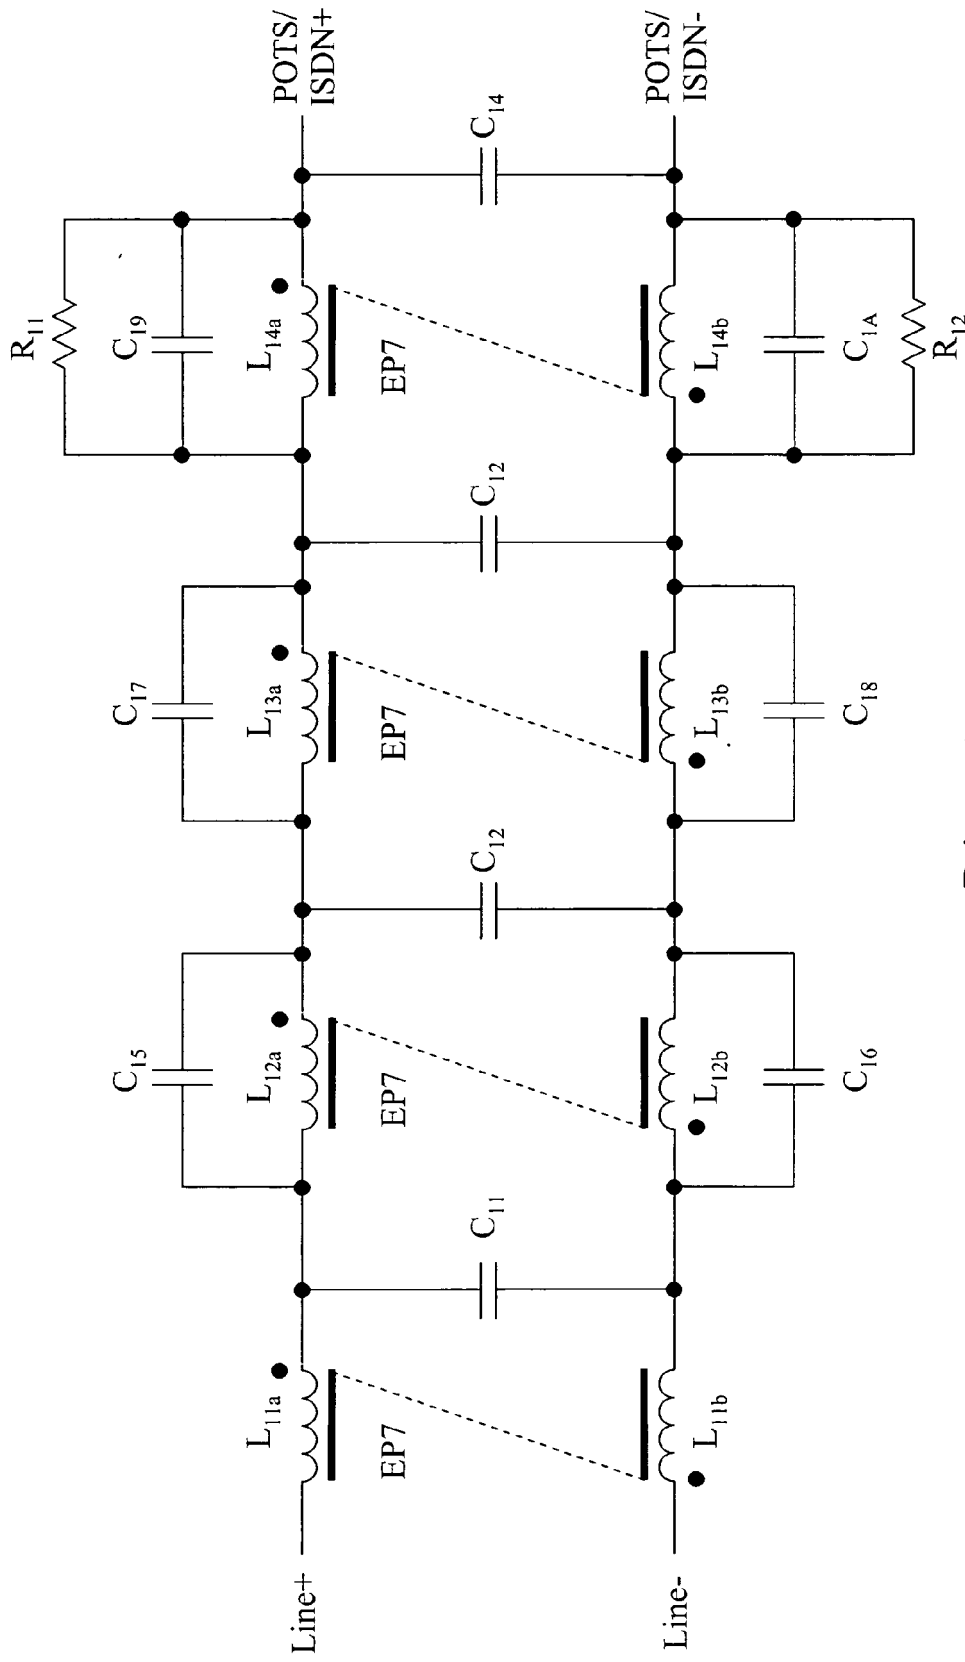 R11
C19
L14a
EP7
POTS/
ISDN+
C14
POTS/
ISDN-
L14b
C1A
R12
C12
C17
L13a
EP7
L13b
C18
C12
C15
L12a
EP7
L12b
C16
C11
L11a
EP7
L11b
Line+
Line-